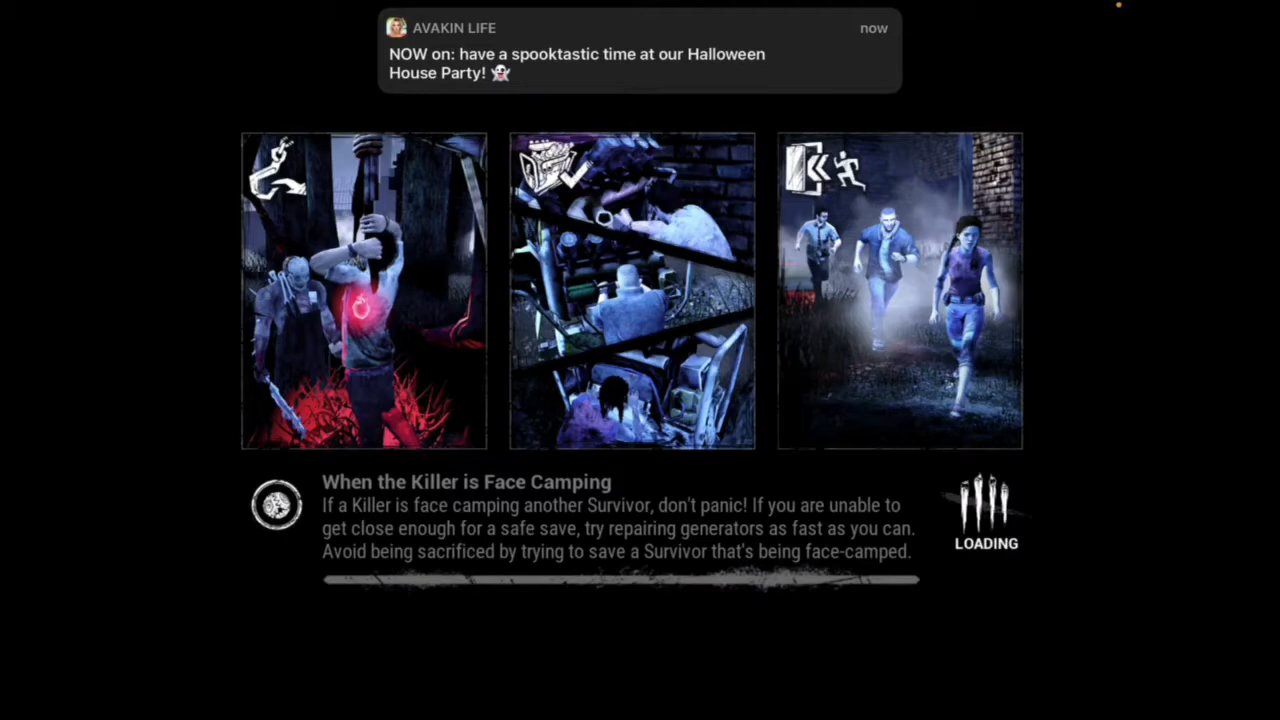 AVAKIN LIFE
now
NOW on: have a spooktastic time at our Halloween
House Party! 👻
When the Killer is Face Camping
If a Killer is face camping another Survivor, don't panic! If you are unable to
get close enough for a safe save, try repairing generators as fast as you can.
Avoid being sacrificed by trying to save a Survivor that's being face-camped.
LOADING